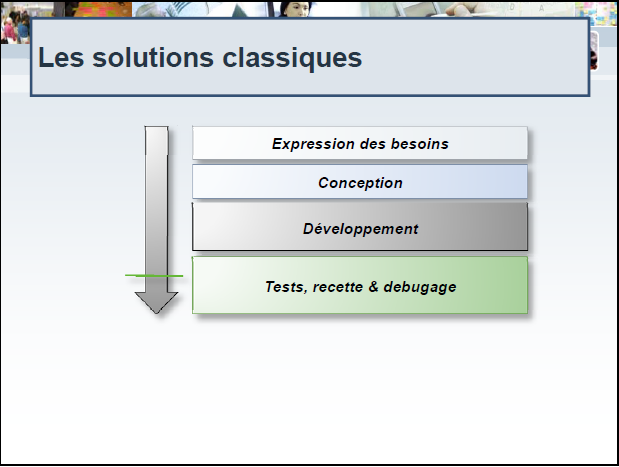 Les solutions classiques
Expression des besoins
Conception
Développement
Tests, recette & debugage